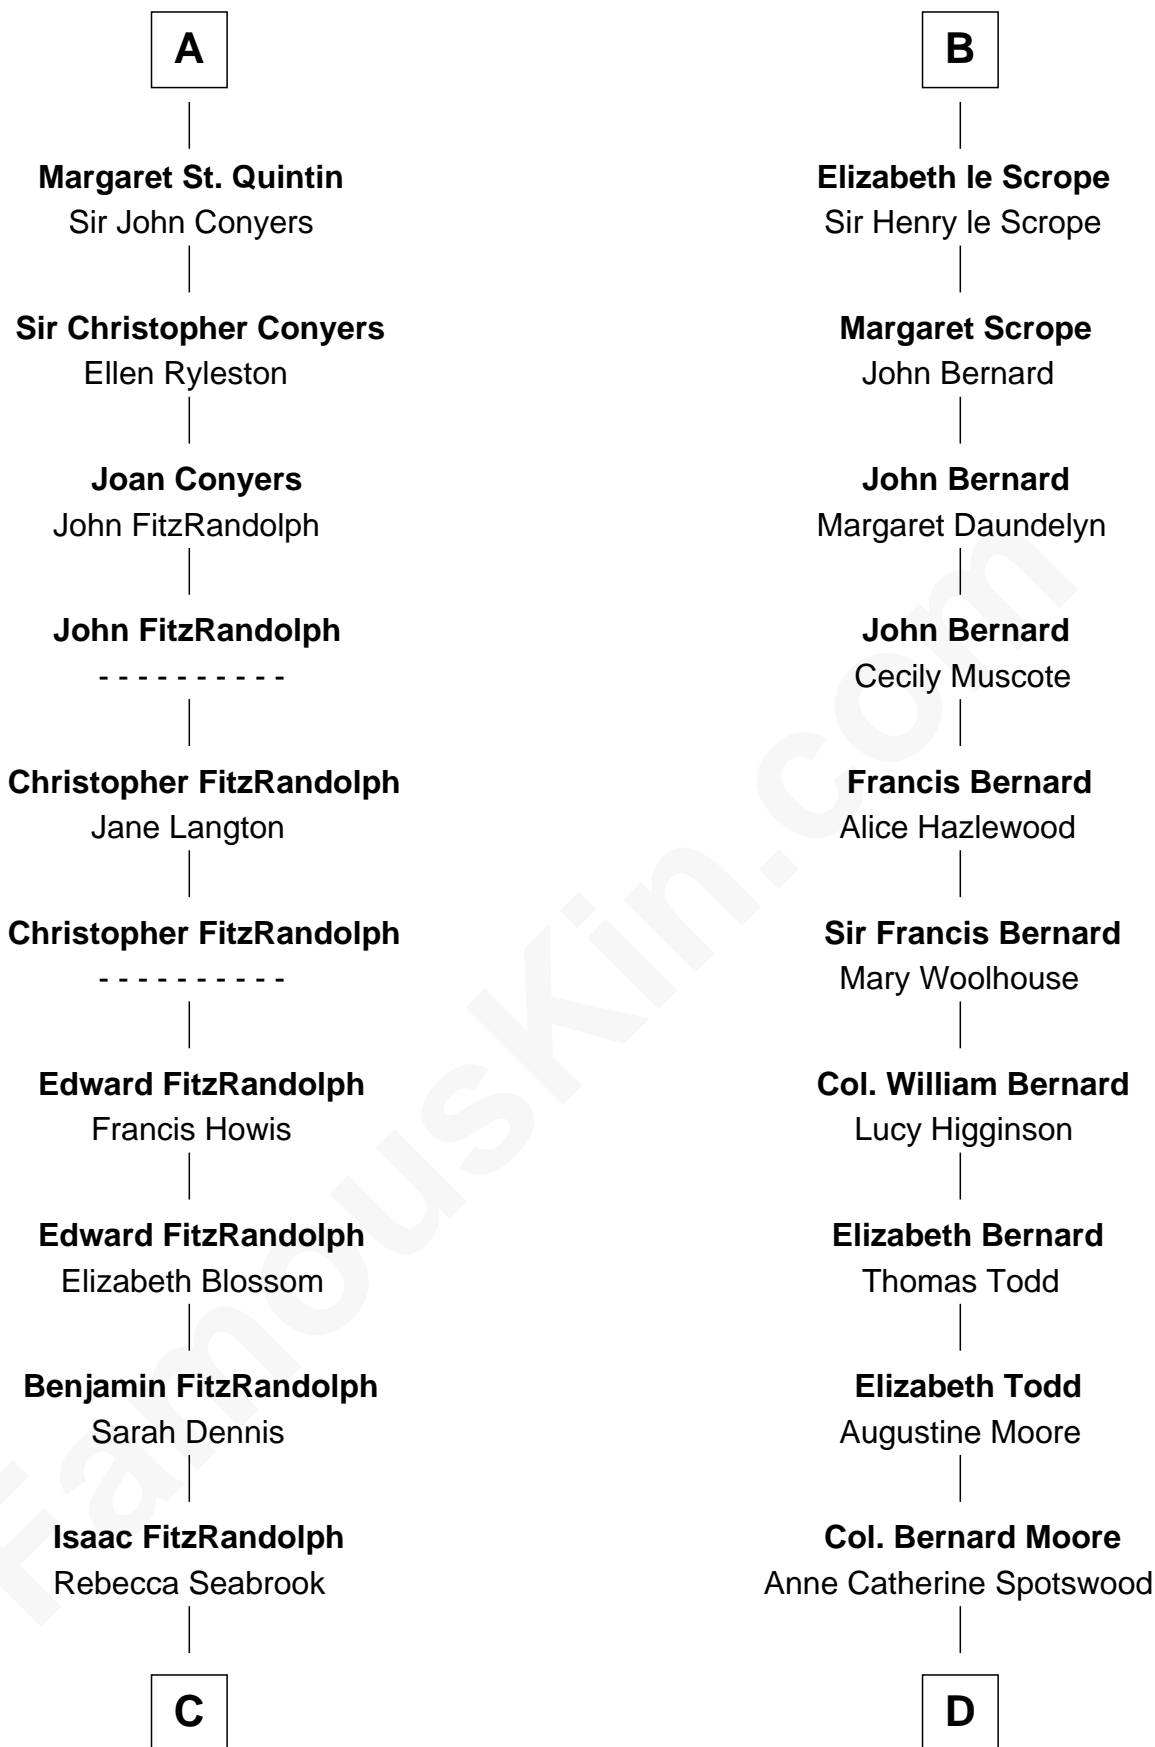 A
Margaret St. Quintin
Sir John Conyers
Sir Christopher Conyers
Ellen Ryleston
Joan Conyers
John FitzRandolph
John FitzRandolph
- - - - - - - - - -
Christopher FitzRandolph
Jane Langton
Christopher FitzRandolph
- - - - - - - - - -
Edward FitzRandolph
Francis Howis
Edward FitzRandolph
Elizabeth Blossom
Benjamin FitzRandolph
Sarah Dennis
Isaac FitzRandolph
Rebecca Seabrook
C
B
Elizabeth le Scrope
Sir Henry le Scrope
Margaret Scrope
John Bernard
John Bernard
Margaret Daundelyn
John Bernard
Cecily Muscote
Francis Bernard
Alice Hazlewood
Sir Francis Bernard
Mary Woolhouse
Col. William Bernard
Lucy Higginson
Elizabeth Bernard
Thomas Todd
Elizabeth Todd
Augustine Moore
Col. Bernard Moore
Anne Catherine Spotswood
D
FamousKin.com